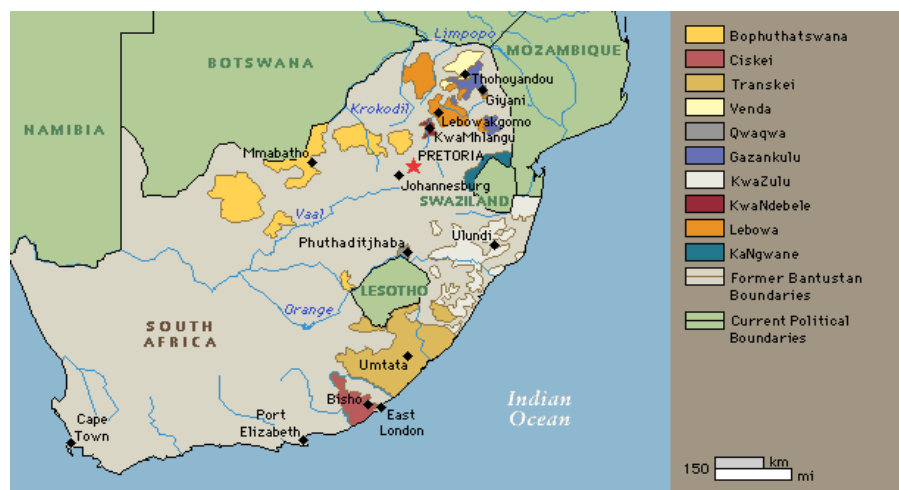 Limpopo
MOZAMBIQUE
BOTSWANA
Thohoyandou
Giyani
NAMIBIA
Krokodil
Lebowakgomo
KwaMhlangu
Mmabatho
PRETORIA
Johannesburg
SWAZILAND
Vaal
Ulundi
Phuthaditjhaba
LESOTHO
Orange
SOUTH
AFRICA
Umtata
Bisho
Indian
Ocean
Cape
Town
Port
Elizabeth
East
London
Bophuthatswana
Ciskei
Transkei
Venda
Qwaqwa
Gazankulu
KwaZulu
KwaNdebele
Lebowa
KaNgwane
Former Bantustan
Boundaries
Current Political
Boundaries
150 km
mi